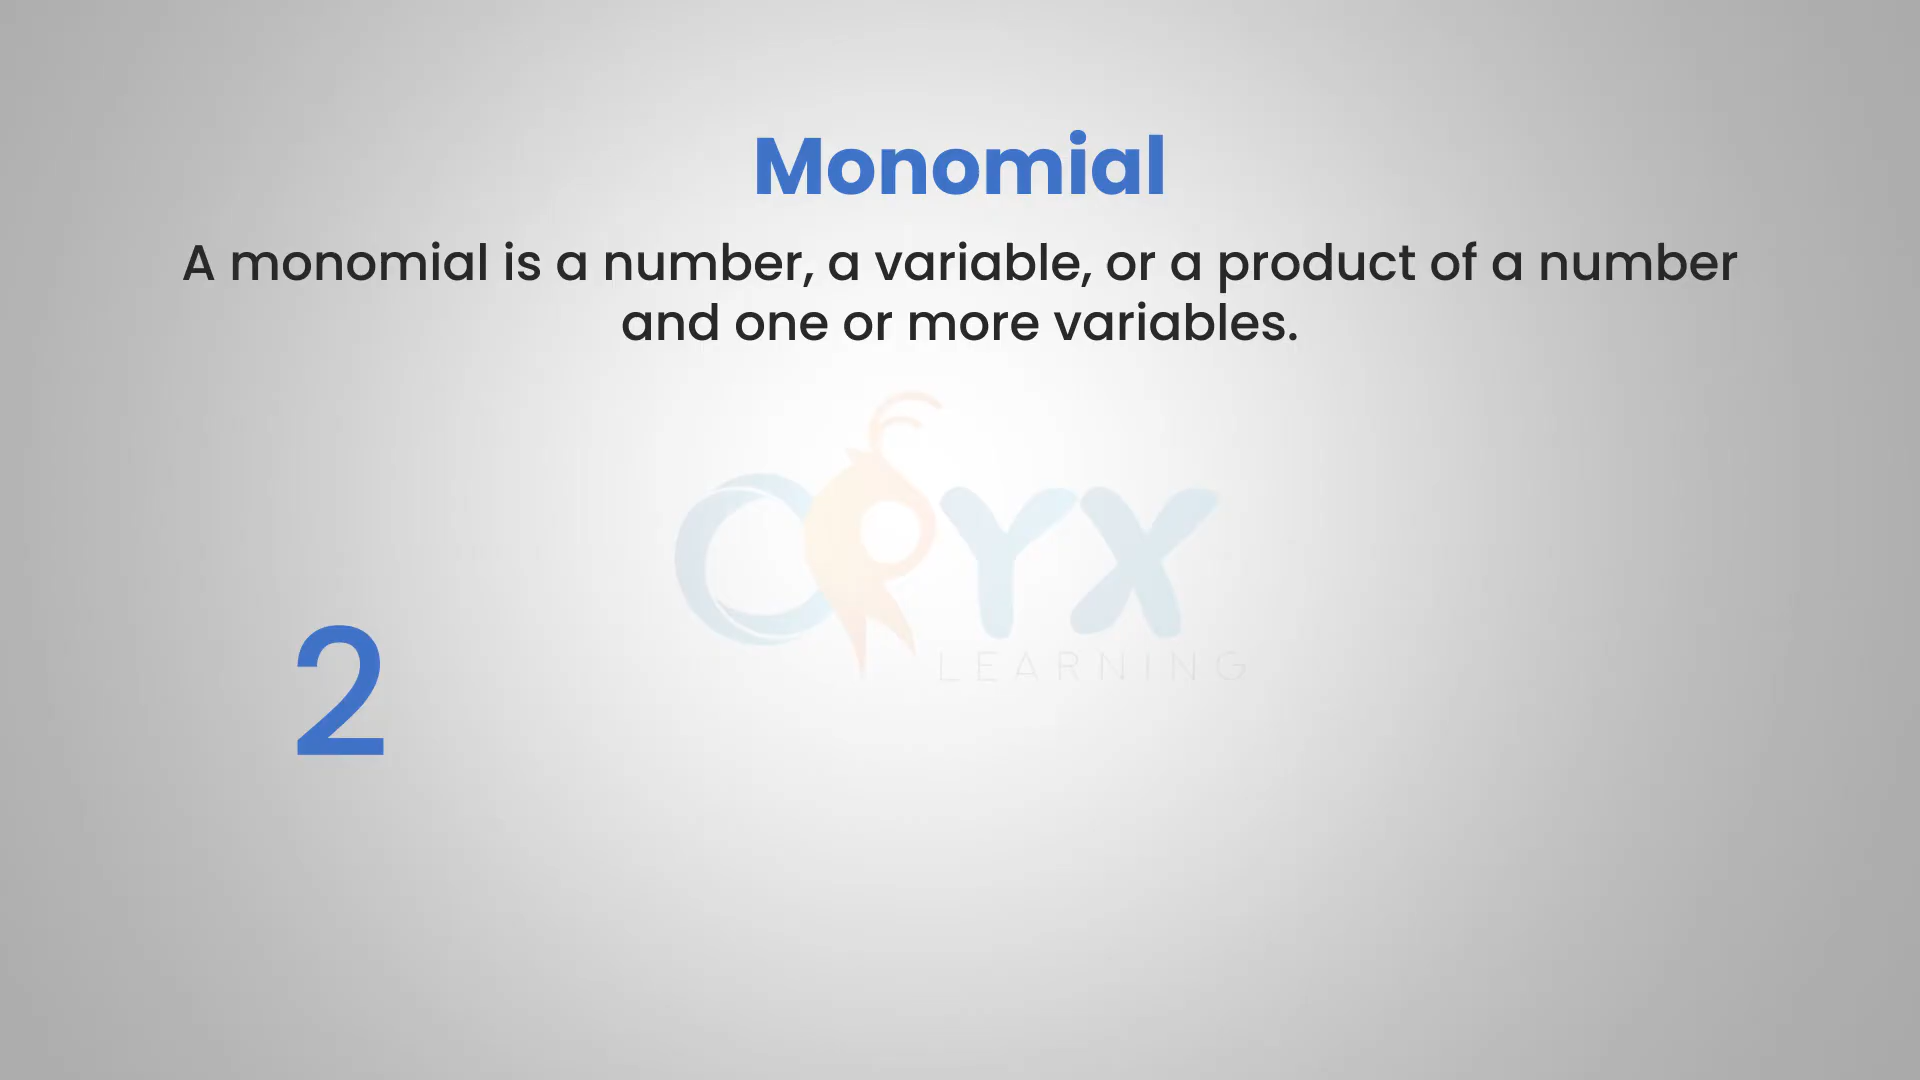 Monomial
A monomial is a number, a variable, or a product of a number
and one or more variables.
ORYX
LEARNING
2